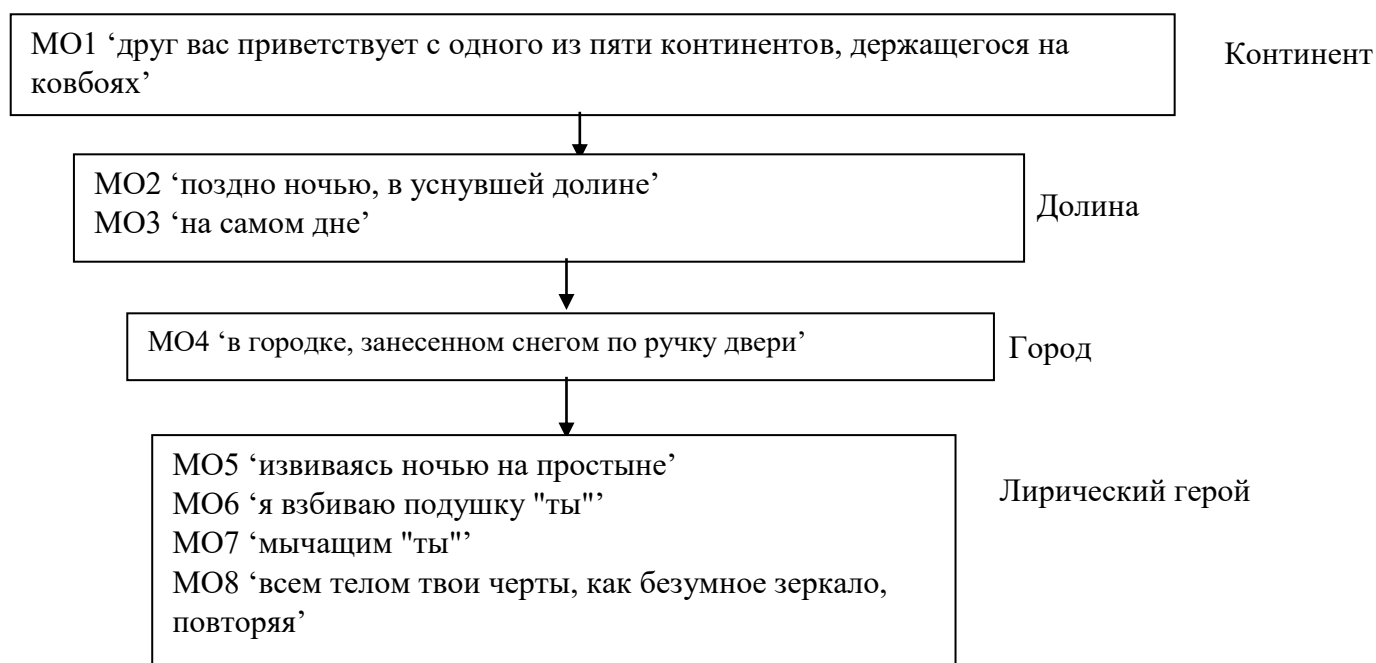 МО1 ‘друг вас приветствует с одного из пяти континентов, держащегося на
ковбоях’
Континент
МО2 ‘поздно ночью, в уснувшей долине’
МО3 ‘на самом дне’
Долина
МО4 ‘в городке, занесенном снегом по ручку двери’
Город
МО5 ‘извиваясь ночью на простыне’
МО6 ‘я взбиваю подушку "ты"’
МО7 ‘мычащим "ты"’
МО8 ‘всем телом твои черты, как безумное зеркало,
повторяя’
Лирический герой